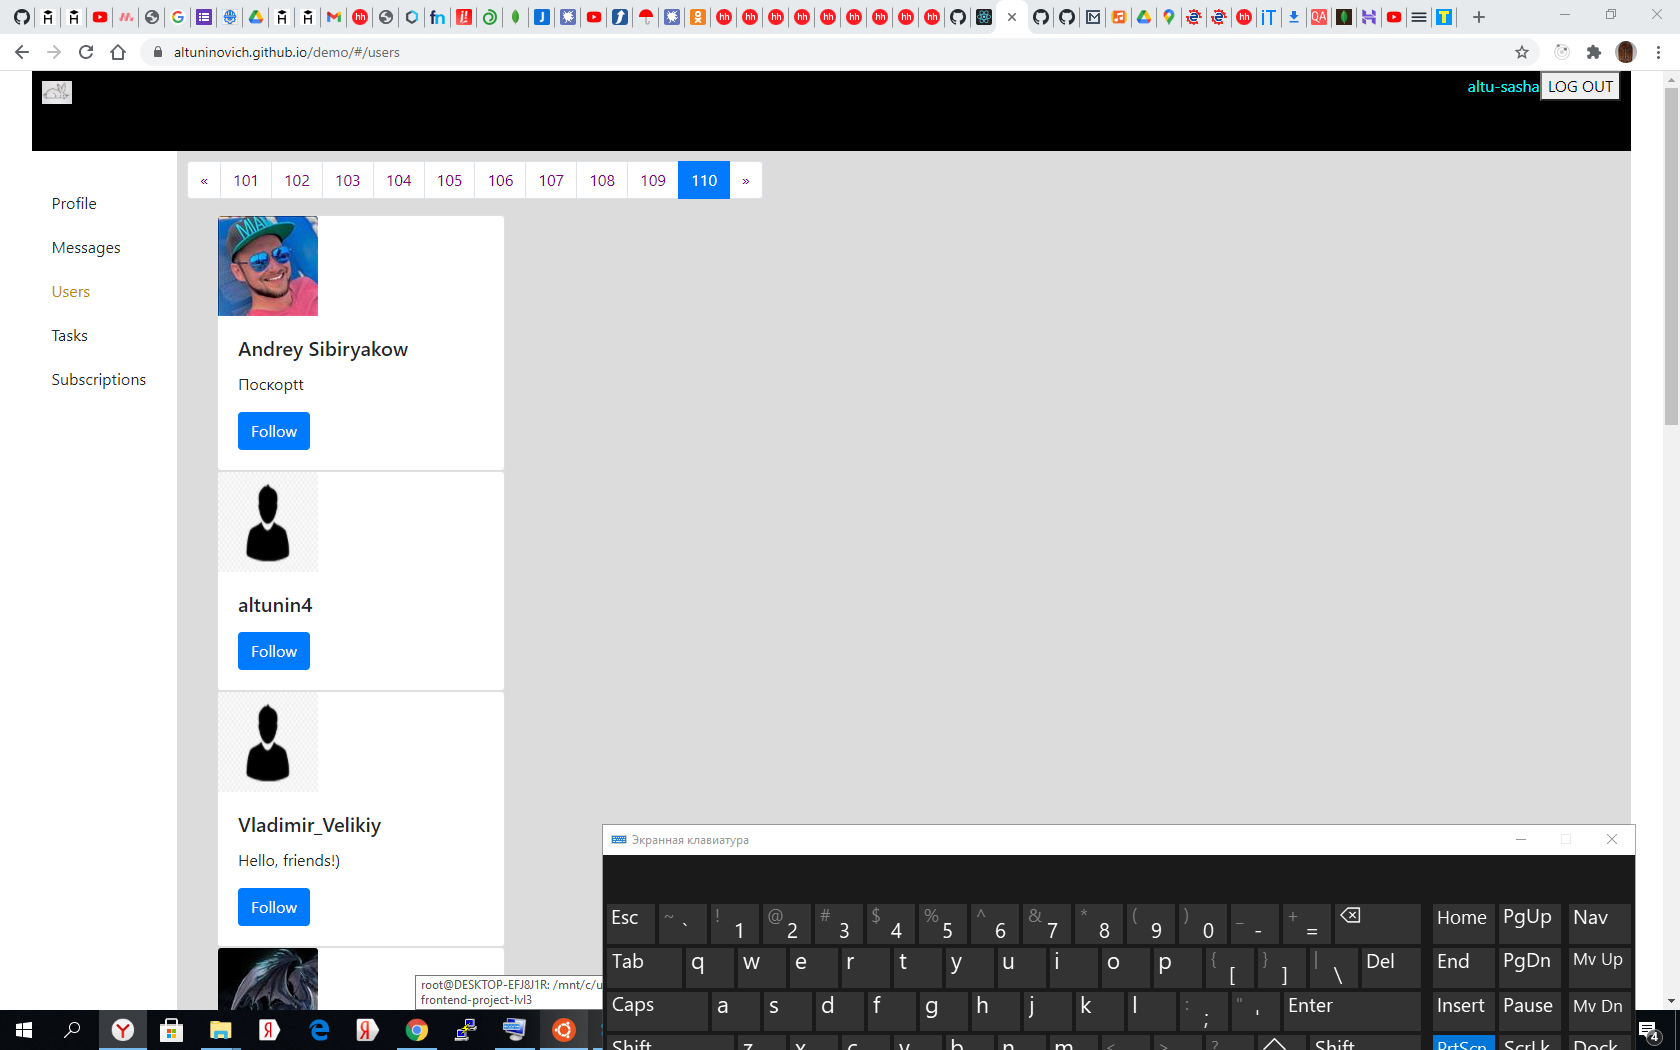 altuninovich.github.io/demo/#/users
altu-sasha LOG OUT
« 101 102 103 104 105 106 107 108 109 110 »
Profile
Messages
Users
Tasks
Subscriptions
Andrey Sibiryakow
Поскорtt
Follow
altunin4
Follow
Vladimir_Velikiy
Hello, friends!)
Follow
root@DESKTOP-EFJ8J1R: /mnt/c/u
frontend-project-lvl3
Экранная клавиатура
Esc ~ ` ! 1 @ 2 # 3 $ 4 % 5 ^ 6 & 7 * 8 ( 9 ) 0 _ - + = Home PgUp Nav
Tab q w e r t y u i o p { [ } ] | \ Del End PgDn Mv Up
Caps a s d f g h j k l : ; " ' Enter Insert Pause Mv Dn
Shift z x c v b n m < > ? Shift PrtScn ScrLk Dock
4